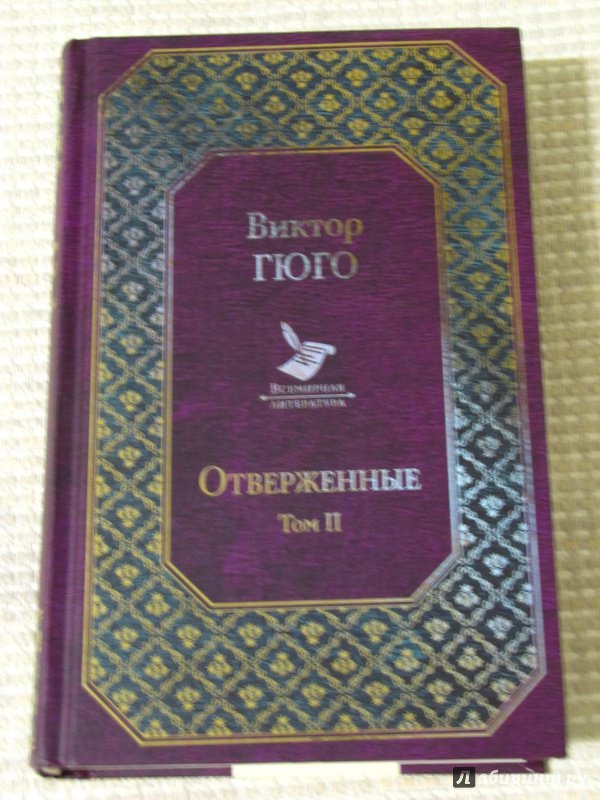 Виктор
ГЮГО
Всемирная
литература
Отверженные
Том II
Лабиринт.ру